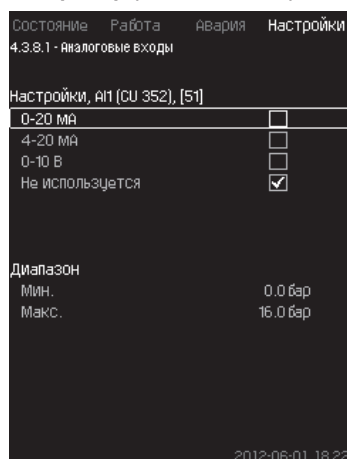 Состояние Работа Авария Настройки
4.3.8.1 - Аналоговые входы
Настройки, AI1 (CU 352), [51]
0-20 мА
4-20 мА
0-10 В
Не используется
Диапазон
Мин. 0.0 бар
Макс. 16.0 бар
2012-06-01 18:22